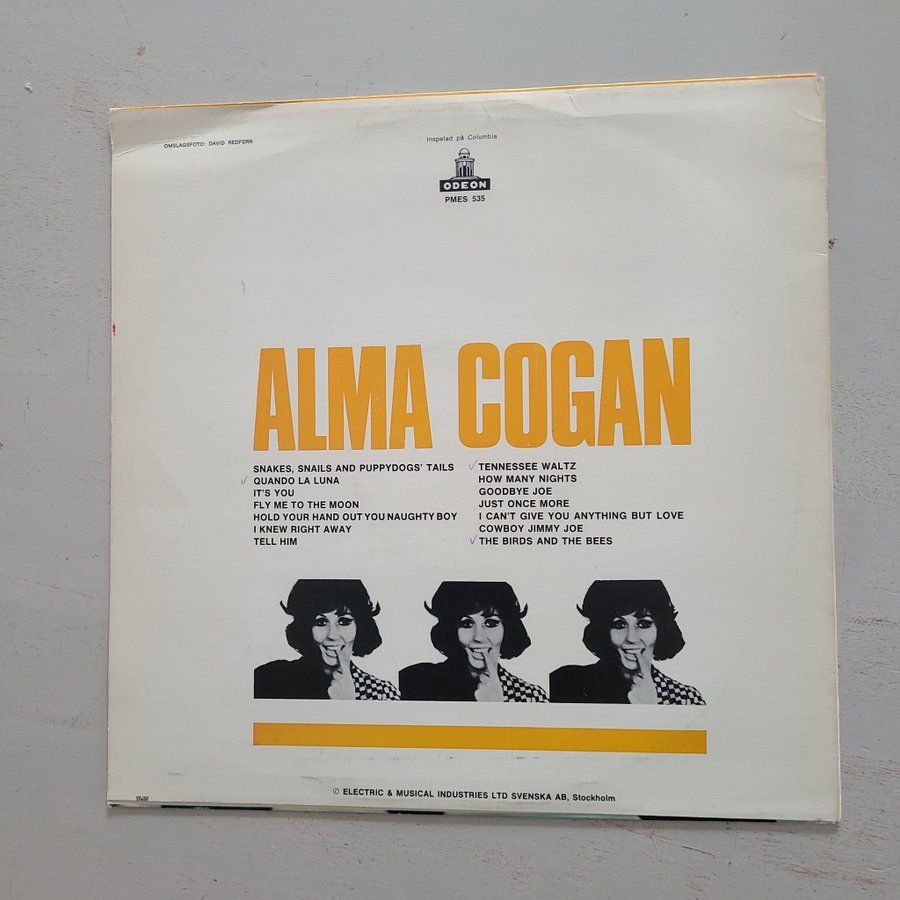 OMSLAGSFOTO: DAVID REDFERN
Inspelad på Columbia
ODEON
PMES 535
ALMA COGAN
SNAKES, SNAILS AND PUPPYDOGS' TAILS
QUANDO LA LUNA
IT'S YOU
FLY ME TO THE MOON
HOLD YOUR HAND OUT YOU NAUGHTY BOY
I KNEW RIGHT AWAY
TELL HIM
TENNESSEE WALTZ
HOW MANY NIGHTS
GOODBYE JOE
JUST ONCE MORE
I CAN'T GIVE YOU ANYTHING BUT LOVE
COWBOY JIMMY JOE
THE BIRDS AND THE BEES
© ELECTRIC & MUSICAL INDUSTRIES LTD SVENSKA AB, Stockholm